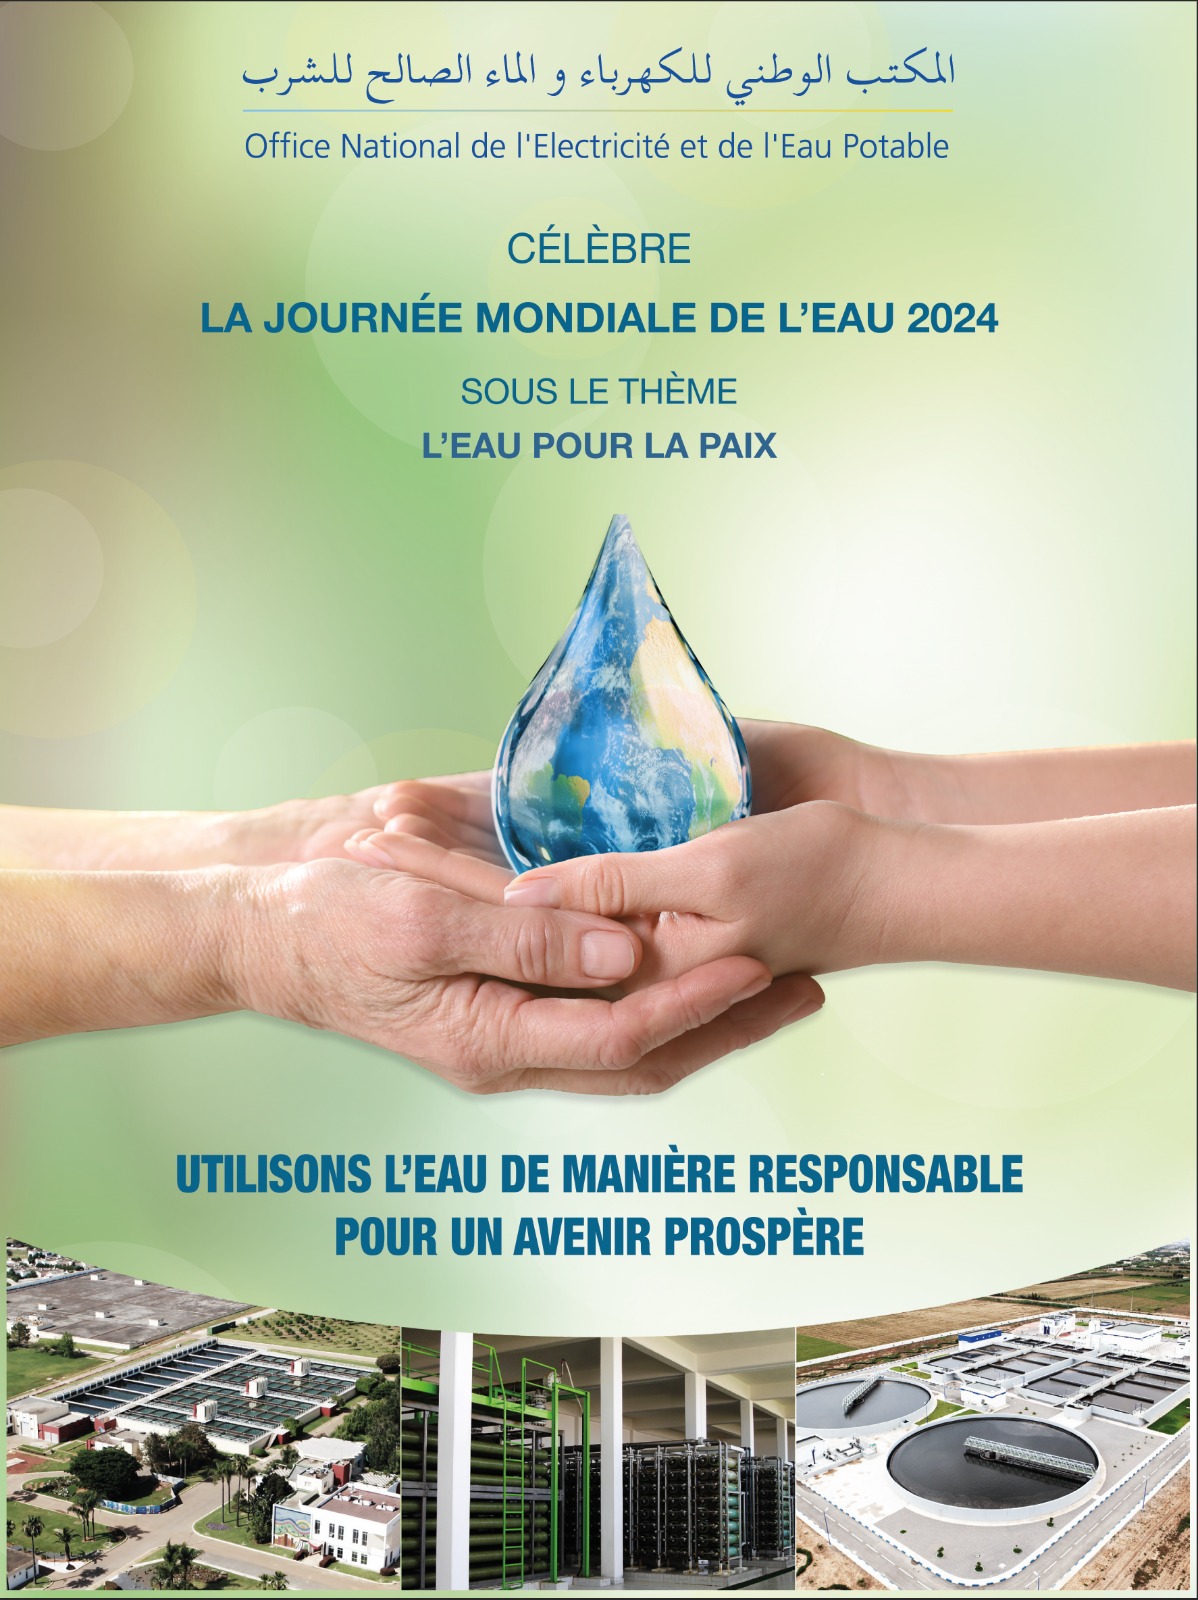 المكتب الوطني للكهرباء و الماء الصالح للشرب
Office National de l'Electricité et de l'Eau Potable
CÉLÈBRE
LA JOURNÉE MONDIALE DE L’EAU 2024
SOUS LE THÈME
L’EAU POUR LA PAIX
UTILISONS L’EAU DE MANIÈRE RESPONSABLE
POUR UN AVENIR PROSPÈRE